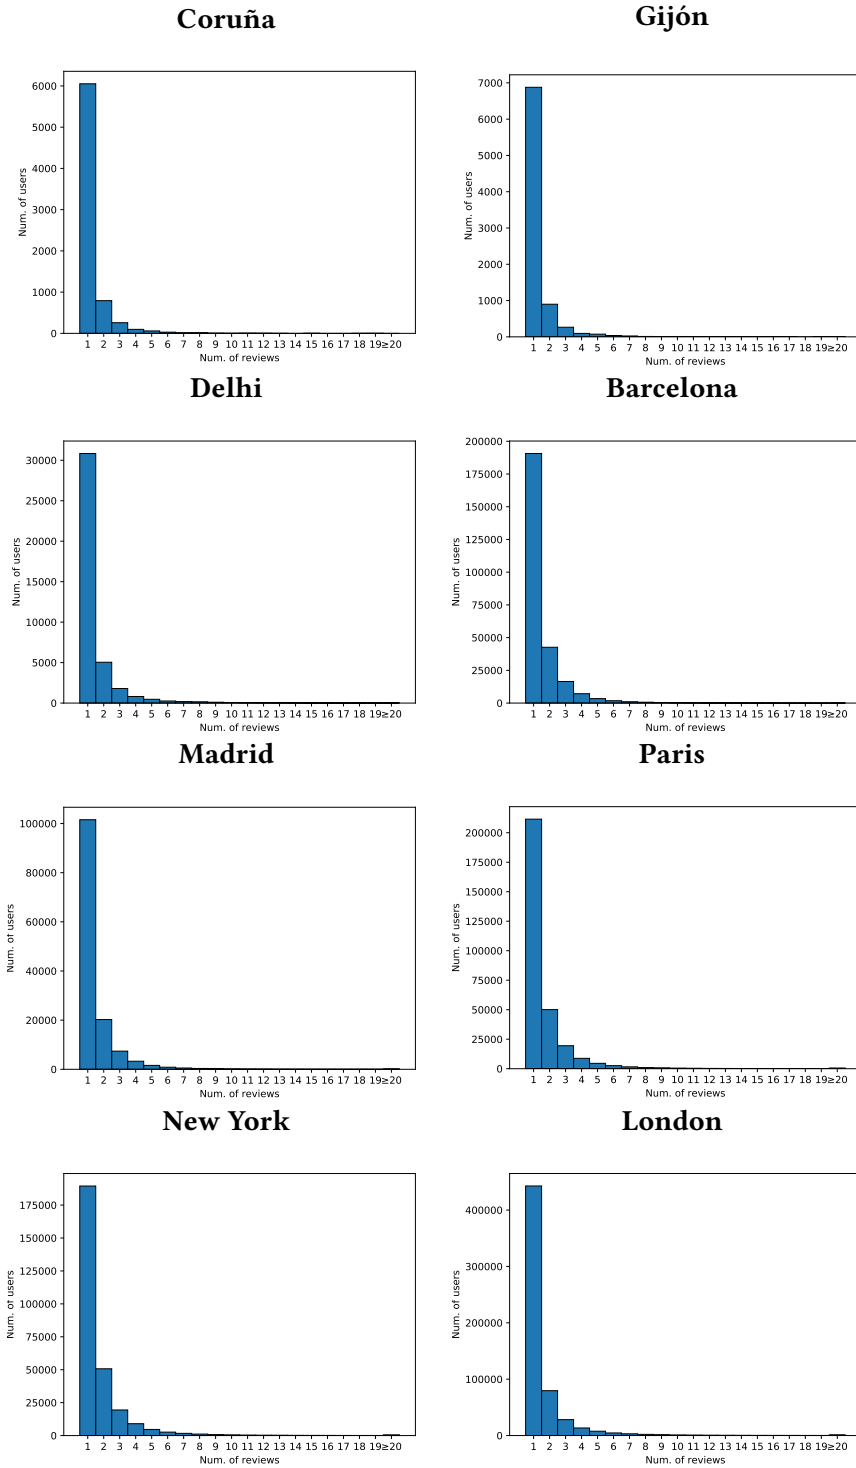 Coruña
6000
5000
4000
3000
2000
1000
0
Num. of users
1 2 3 4 5 6 7 8 9 10 11 12 13 14 15 16 17 18 19≥20
Num. of reviews
Gijón
7000
6000
5000
4000
3000
2000
1000
0
Num. of users
1 2 3 4 5 6 7 8 9 10 11 12 13 14 15 16 17 18 19≥20
Num. of reviews
Delhi
30000
25000
20000
15000
10000
5000
0
Num. of users
1 2 3 4 5 6 7 8 9 10 11 12 13 14 15 16 17 18 19≥20
Num. of reviews
Barcelona
200000
175000
150000
125000
100000
75000
50000
25000
0
Num. of users
1 2 3 4 5 6 7 8 9 10 11 12 13 14 15 16 17 18 19≥20
Num. of reviews
Madrid
100000
80000
60000
40000
20000
0
Num. of users
1 2 3 4 5 6 7 8 9 10 11 12 13 14 15 16 17 18 19≥20
Num. of reviews
Paris
200000
175000
150000
125000
100000
75000
50000
25000
0
Num. of users
1 2 3 4 5 6 7 8 9 10 11 12 13 14 15 16 17 18 19≥20
Num. of reviews
New York
175000
150000
125000
100000
75000
50000
25000
0
Num. of users
1 2 3 4 5 6 7 8 9 10 11 12 13 14 15 16 17 18 19≥20
Num. of reviews
London
400000
300000
200000
100000
0
Num. of users
1 2 3 4 5 6 7 8 9 10 11 12 13 14 15 16 17 18 19≥20
Num. of reviews